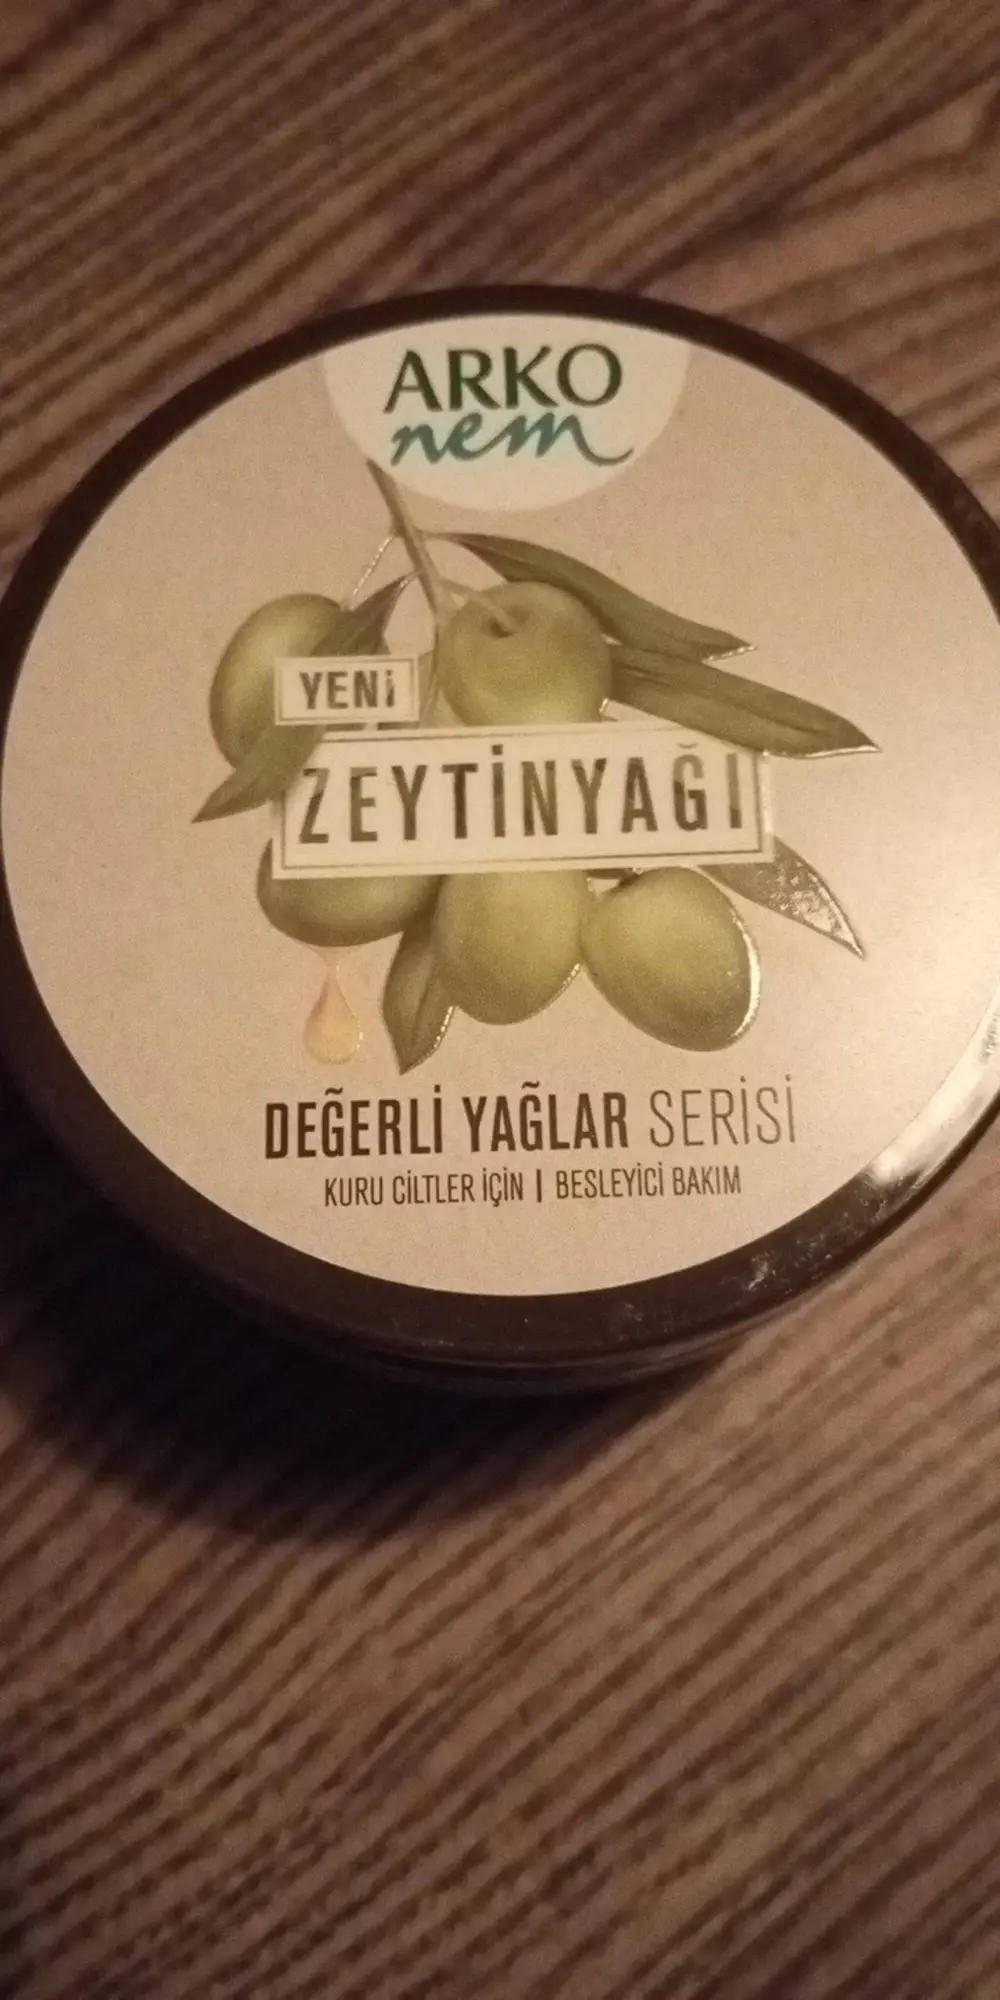 ARKO
nem
YENİ
ZEYTİNYAĞI
DEĞERLİ YAĞLAR SERİSİ
KURU CİLTLER İÇİN | BESLEYİCİ BAKIM